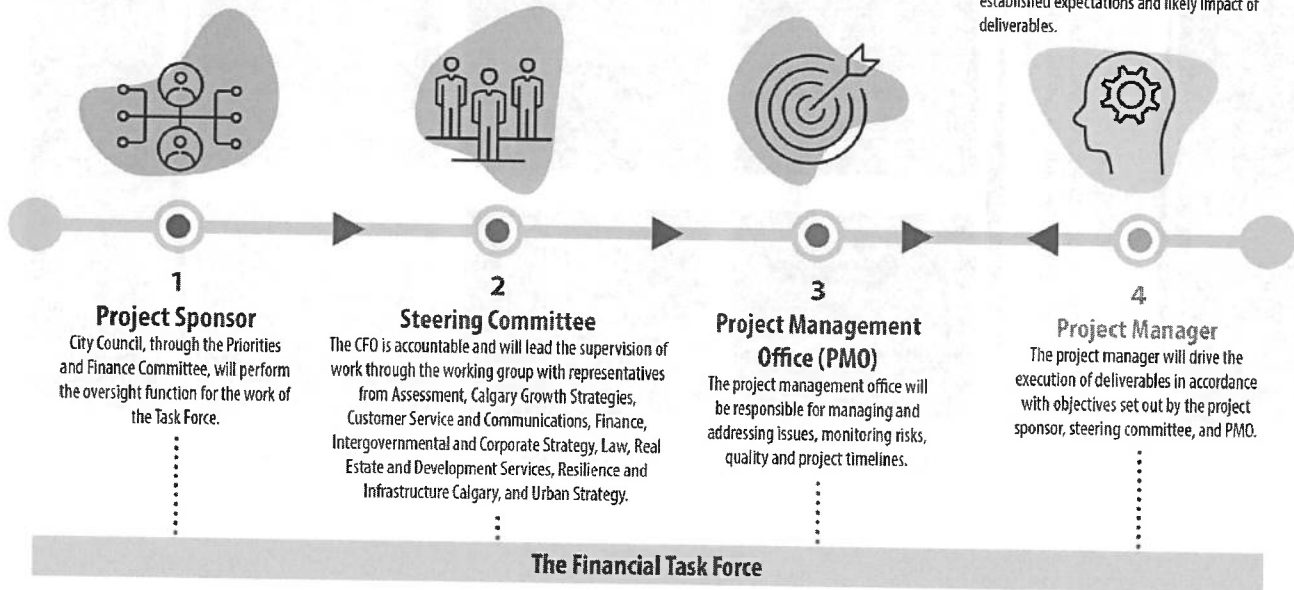 established expectations and likely impact of
deliverables.
1
Project Sponsor
City Council, through the Priorities
and Finance Committee, will perform
the oversight function for the work of
the Task Force.
2
Steering Committee
The CFO is accountable and will lead the supervision of
work through the working group with representatives
from Assessment, Calgary Growth Strategies,
Customer Service and Communications, Finance,
Intergovernmental and Corporate Strategy, Law, Real
Estate and Development Services, Resilience and
Infrastructure Calgary, and Urban Strategy.
3
Project Management
Office (PMO)
The project management office will
be responsible for managing and
addressing issues, monitoring risks,
quality and project timelines.
4
Project Manager
The project manager will drive the
execution of deliverables in accordance
with objectives set out by the project
sponsor, steering committee, and PMO.
The Financial Task Force